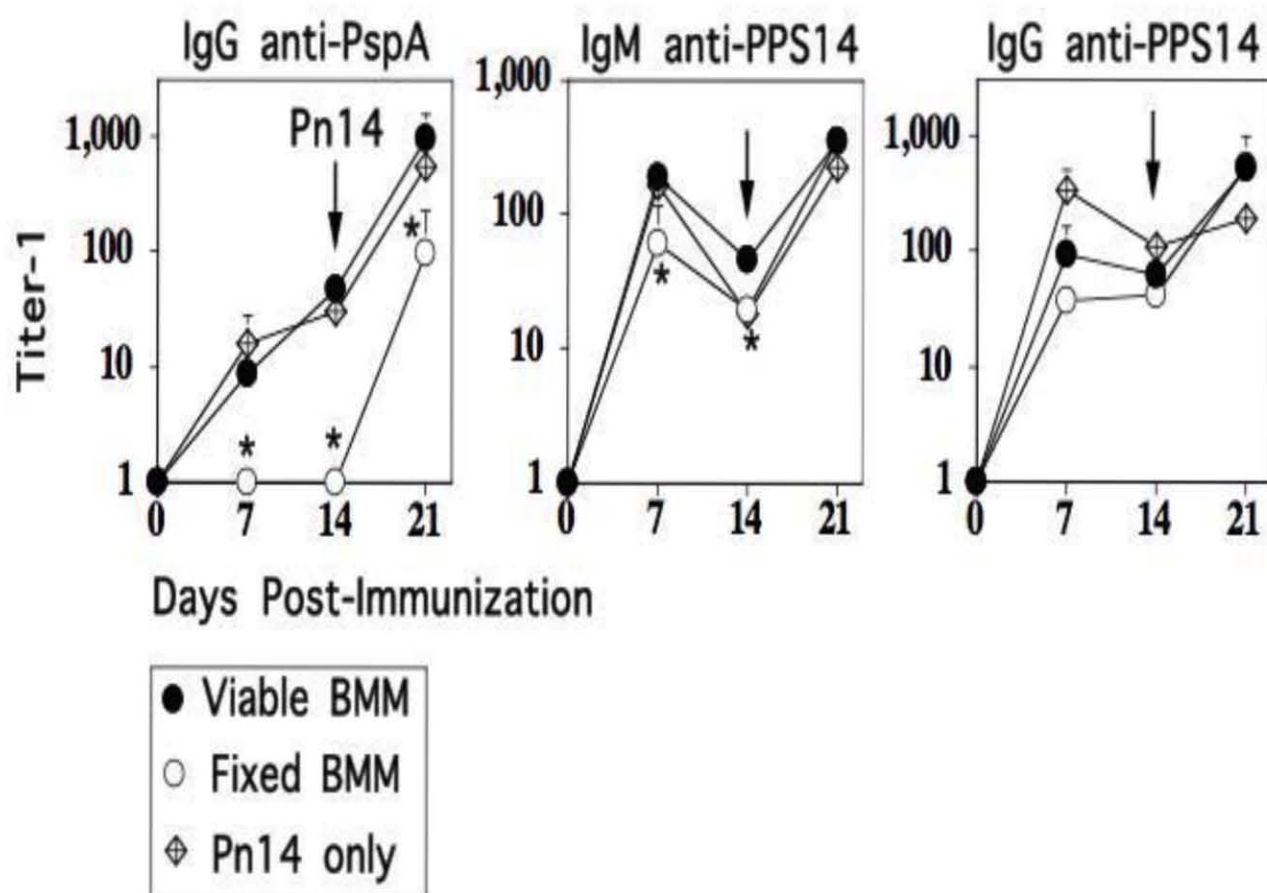 IgG anti-PspA
IgM anti-PPS14
IgG anti-PPS14
Titer-1
1,000
100
10
1
Pn14
*
*
*
0 7 14 21
1,000
100
10
1
*
*
0 7 14 21
1,000
100
10
1
0 7 14 21
Days Post-Immunization
Viable BMM
Fixed BMM
Pn14 only